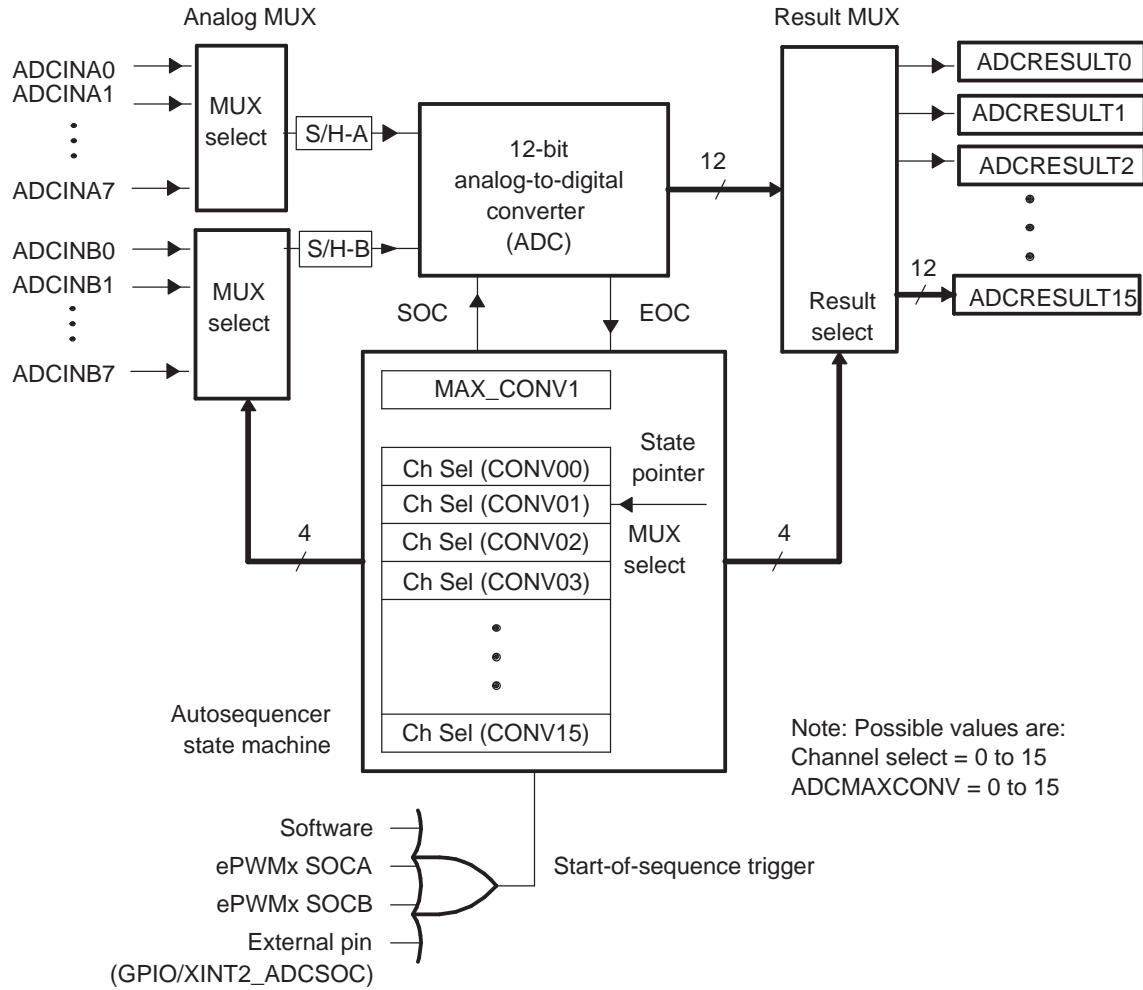 Analog MUX
Result MUX
ADCINA0
ADCINA1
ADCINA7
MUX
select
S/H-A
ADCINB0
ADCINB1
ADCINB7
MUX
select
S/H-B
12-bit
analog-to-digital
converter
(ADC)
12
Result
select
ADCRESULT0
ADCRESULT1
ADCRESULT2
12
ADCRESULT15
SOC
EOC
MAX_CONV1
Ch Sel (CONV00)
Ch Sel (CONV01)
Ch Sel (CONV02)
Ch Sel (CONV03)
Ch Sel (CONV15)
State
pointer
MUX
select
4
4
Autosequencer
state machine
Note: Possible values are:
Channel select = 0 to 15
ADCMAXCONV = 0 to 15
Software
ePWMx SOCA
ePWMx SOCB
External pin
(GPIO/XINT2_ADCSOC)
Start-of-sequence trigger